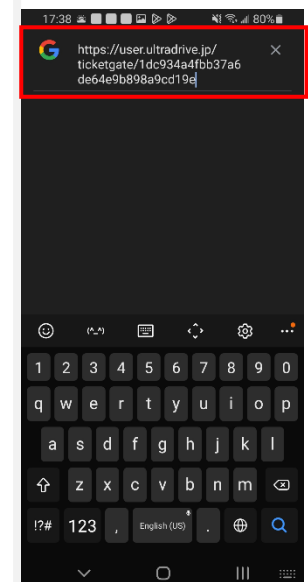 17:38 80%
https://user.ultradrive.jp/
ticketgate/1dc934a4fbb37a6
de64e9b898a9cd19e
(^_^)
1 2 3 4 5 6 7 8 9 0
q w e r t y u i o p
a s d f g h j k l
z x c v b n m
!?# 123 , English (US) .